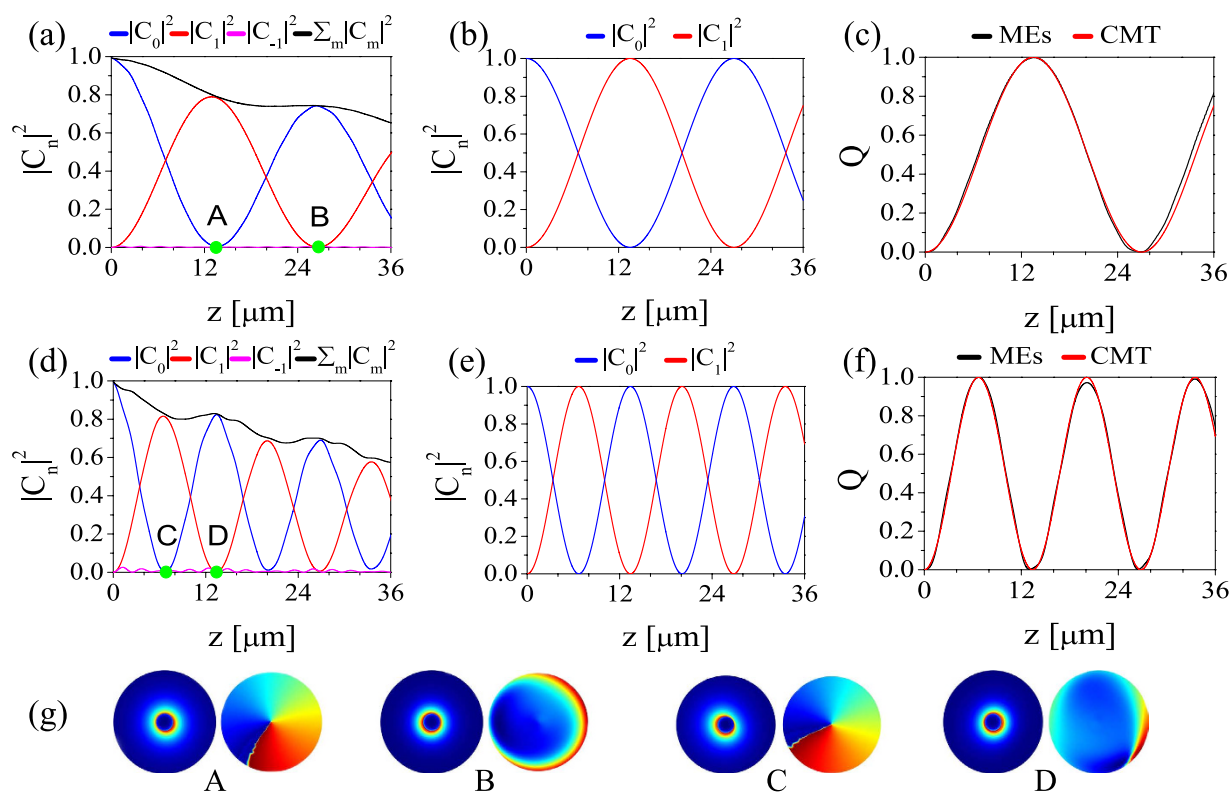 (a) |C₀|² |C₁|² |C₋₁|² Σₘ|Cₘ|²
|Cₙ|²
1.0
0.8
0.6
0.4
0.2
0.0
A B
0 12 24 36
z [μm]
(b) |C₀|² |C₁|²
|Cₙ|²
1.0
0.8
0.6
0.4
0.2
0.0
0 12 24 36
z [μm]
(c) MEs CMT
Q
1.0
0.8
0.6
0.4
0.2
0.0
0 12 24 36
z [μm]
(d) |C₀|² |C₁|² |C₋₁|² Σₘ|Cₘ|²
|Cₙ|²
1.0
0.8
0.6
0.4
0.2
0.0
C D
0 12 24 36
z [μm]
(e) |C₀|² |C₁|²
|Cₙ|²
1.0
0.8
0.6
0.4
0.2
0.0
0 12 24 36
z [μm]
(f) MEs CMT
Q
1.0
0.8
0.6
0.4
0.2
0.0
0 12 24 36
z [μm]
(g)
A B C D